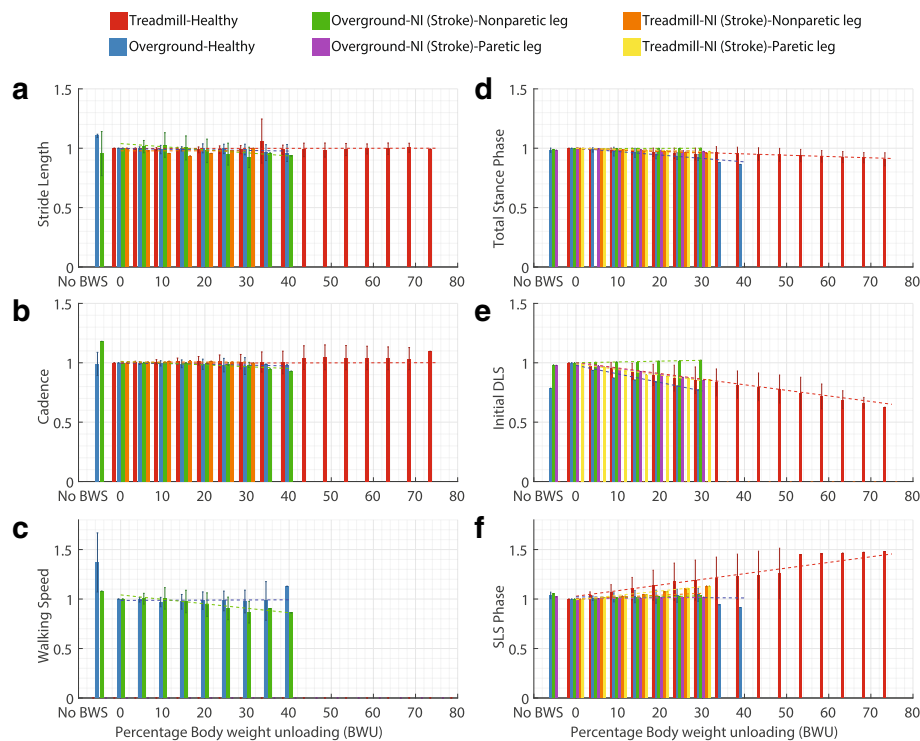 Treadmill-Healthy
Overground-NI (Stroke)-Nonparetic leg
Treadmill-NI (Stroke)-Nonparetic leg
Overground-Healthy
Overground-NI (Stroke)-Paretic leg
Treadmill-NI (Stroke)-Paretic leg
a
1.5
1
0.5
0
Stride Length
No BWS 0 10 20 30 40 50 60 70 80
d
1.5
1
0.5
0
Total Stance Phase
No BWS 0 10 20 30 40 50 60 70 80
b
1.5
1
0.5
0
Cadence
No BWS 0 10 20 30 40 50 60 70 80
e
1.5
1
0.5
0
Initial DLS
No BWS 0 10 20 30 40 50 60 70 80
c
1.5
1
0.5
0
Walking Speed
No BWS 0 10 20 30 40 50 60 70 80
Percentage Body weight unloading (BWU)
f
1.5
1
0.5
0
SLS Phase
No BWS 0 10 20 30 40 50 60 70 80
Percentage Body weight unloading (BWU)